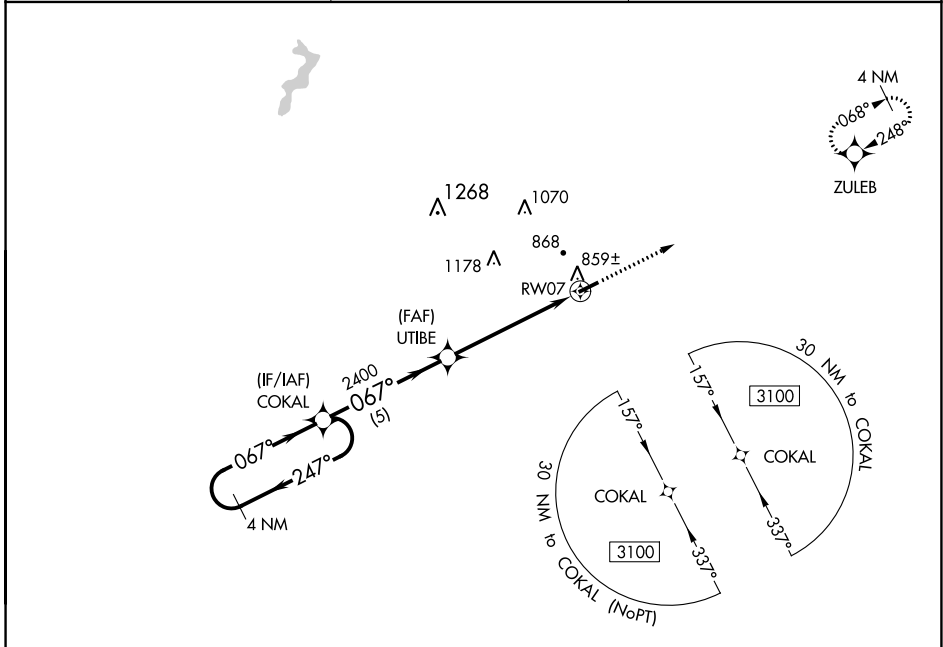 4 NM
068°
248°
ZULEB
1268
1070
868
1178
859±
RW07
(FAF)
UTIBE
(IF/IAF)
COKAL
2400
067°
(5)
067°
247°
4 NM
30 NM to COKAL
157°
3100
COKAL
337°
157°
COKAL
3100
337°
30 NM to COKAL (NoPT)